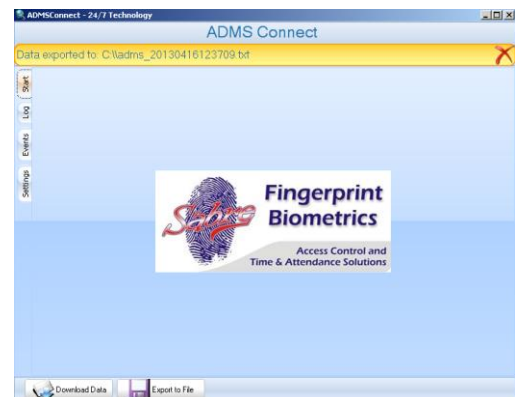 ADMSConnect - 24/7 Technology
ADMS Connect
Data exported to: C:\\adms_20130416123709.txt
Start
Log
Events
Settings
Sabre
Fingerprint
Biometrics
Access Control and
Time & Attendance Solutions
Download Data
Export to File